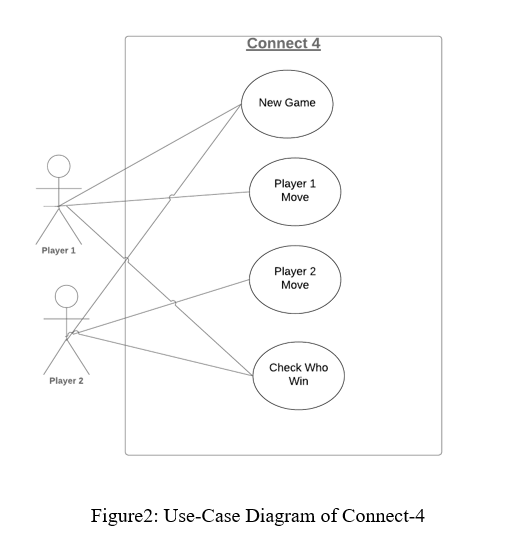 Connect 4
New Game
Player 1
Move
Player 1
Player 2
Move
Player 2
Check Who
Win
Figure2: Use-Case Diagram of Connect-4